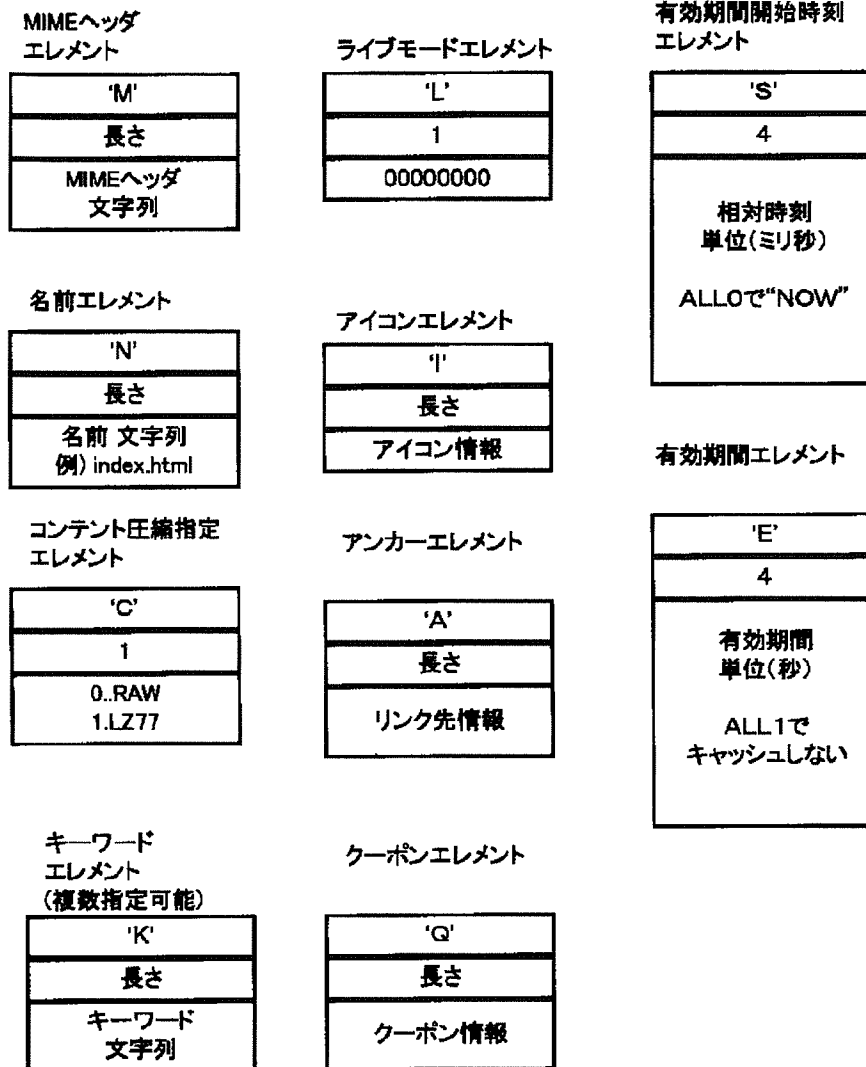 MIMEヘッダ
エレメント
'M'
長さ
MIMEヘッダ
文字列
名前エレメント
'N'
長さ
名前 文字列
例) index.html
コンテント圧縮指定
エレメント
'C'
1
0..RAW
1.LZ77
キーワード
エレメント
(複数指定可能)
'K'
長さ
キーワード
文字列
ライブモードエレメント
'L'
1
00000000
アイコンエレメント
'I'
長さ
アイコン情報
アンカーエレメント
'A'
長さ
リンク先情報
クーポンエレメント
'Q'
長さ
クーポン情報
有効期間開始時刻
エレメント
'S'
4
相対時刻
単位(ミリ秒)
ALL0で“NOW”
有効期間エレメント
'E'
4
有効期間
単位(秒)
ALL1で
キャッシュしない